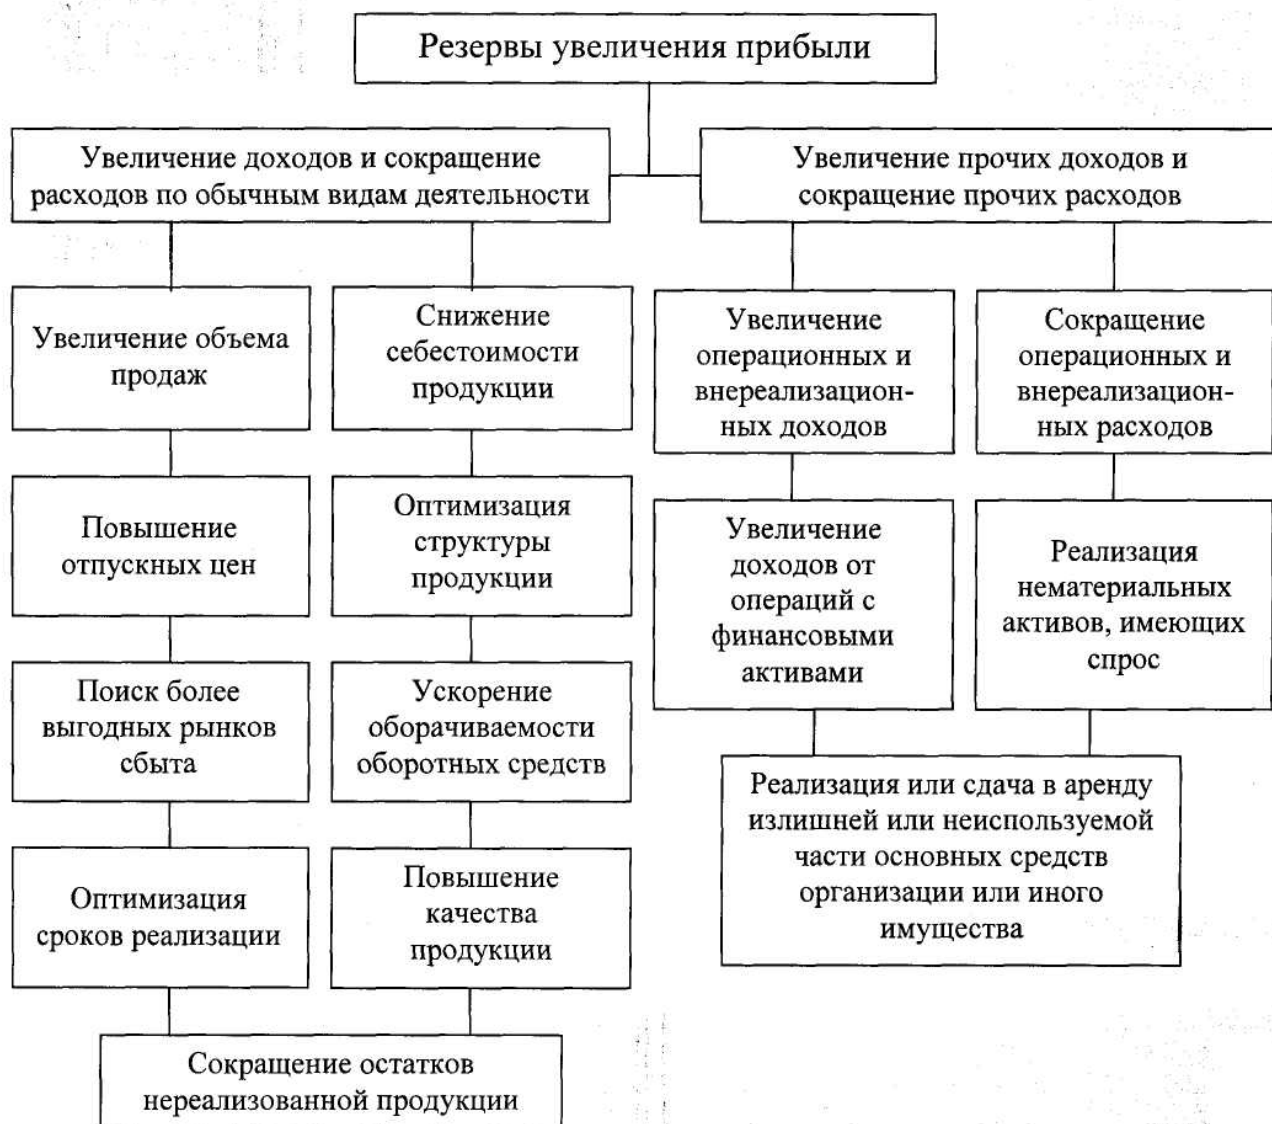 Резервы увеличения прибыли
Увеличение доходов и сокращение
расходов по обычным видам деятельности
Увеличение прочих доходов и
сокращение прочих расходов
Увеличение объема
продаж
Снижение
себестоимости
продукции
Увеличение
операционных и
внереализацион-
ных доходов
Сокращение
операционных и
внереализацион-
ных расходов
Повышение
отпускных цен
Оптимизация
структуры
продукции
Увеличение
доходов от
операций с
финансовыми
активами
Реализация
нематериальных
активов, имеющих
спрос
Поиск более
выгодных рынков
сбыта
Ускорение
оборачиваемости
оборотных средств
Реализация или сдача в аренду
излишней или неиспользуемой
части основных средств
организации или иного
имущества
Оптимизация
сроков реализации
Повышение
качества
продукции
Сокращение остатков
нереализованной продукции